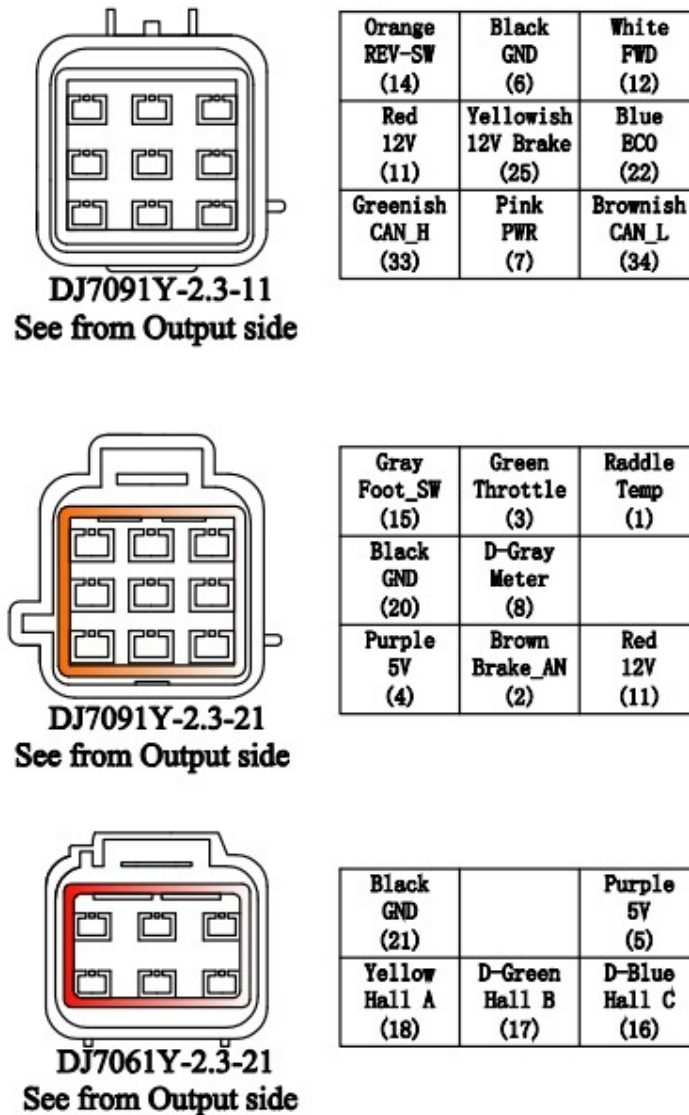 Orange Black White
REV-SW GND FWD
(14) (6) (12)
Red Yellowish Blue
12V 12V Brake ECO
(11) (25) (22)
Greenish Pink Brownish
CAN_H PWR CAN_L
(33) (7) (34)
DJ7091Y-2.3-11
See from Output side
Gray Green Raddle
Foot_SW Throttle Temp
(15) (3) (1)
Black D-Gray
GND Meter
(20) (8)
Purple Brown Red
5V Brake_AN 12V
(4) (2) (11)
DJ7091Y-2.3-21
See from Output side
Black Purple
GND 5V
(21) (5)
Yellow D-Green D-Blue
Hall A Hall B Hall C
(18) (17) (16)
DJ7061Y-2.3-21
See from Output side